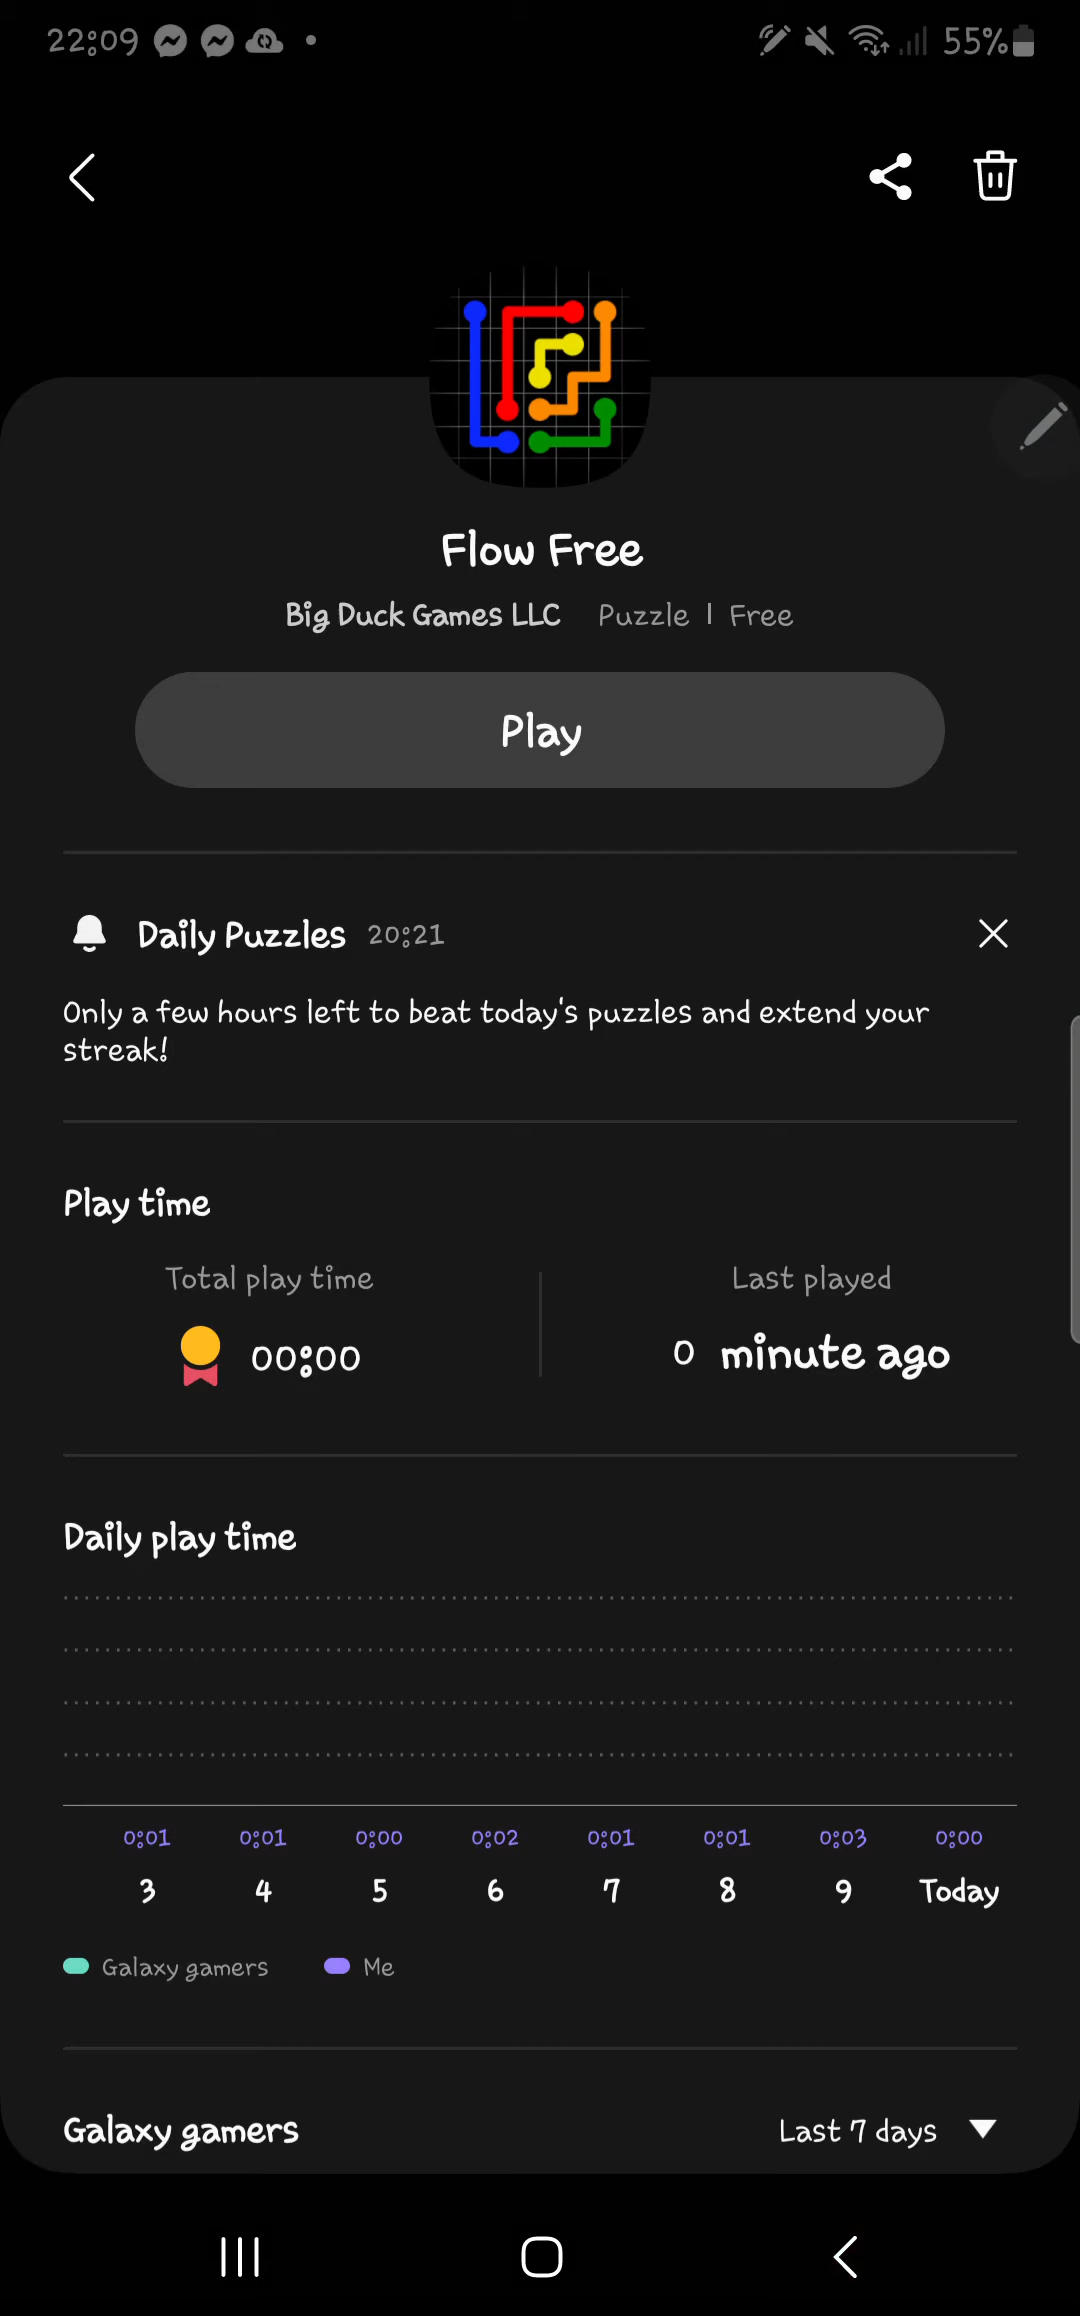 22:09
55%
Flow Free
Big Duck Games LLC Puzzle | Free
Play
Daily Puzzles 20:21
Only a few hours left to beat today's puzzles and extend your
streak!
Play time
Total play time
Last played
00:00
0 minute ago
Daily play time
0:01 0:01 0:00 0:02 0:01 0:01 0:03 0:00
3 4 5 6 7 8 9 Today
Galaxy gamers Me
Galaxy gamers
Last 7 days